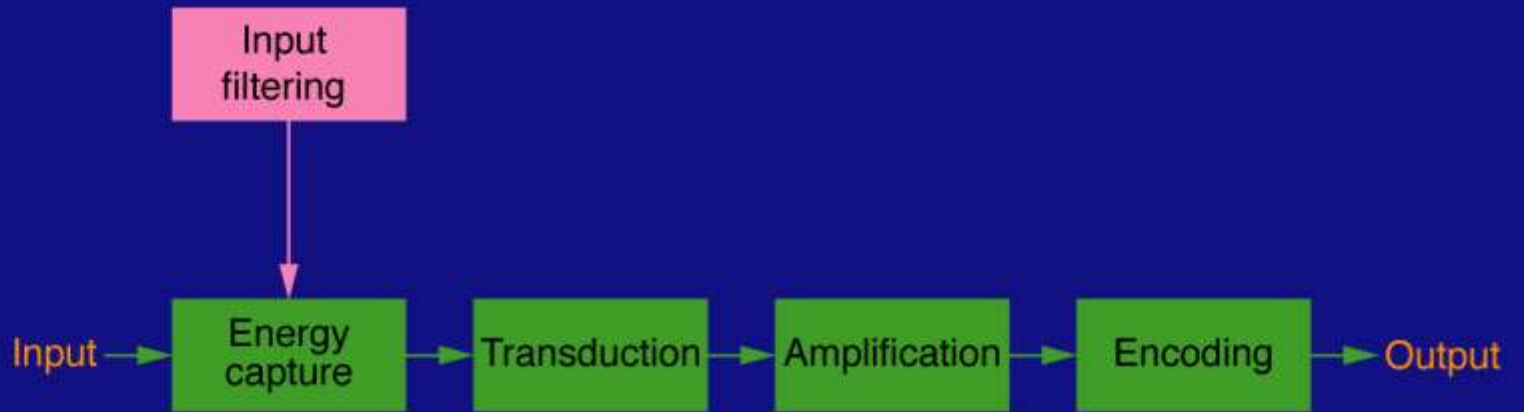 Input
filtering
Input
Energy
capture
Transduction
Amplification
Encoding
Output